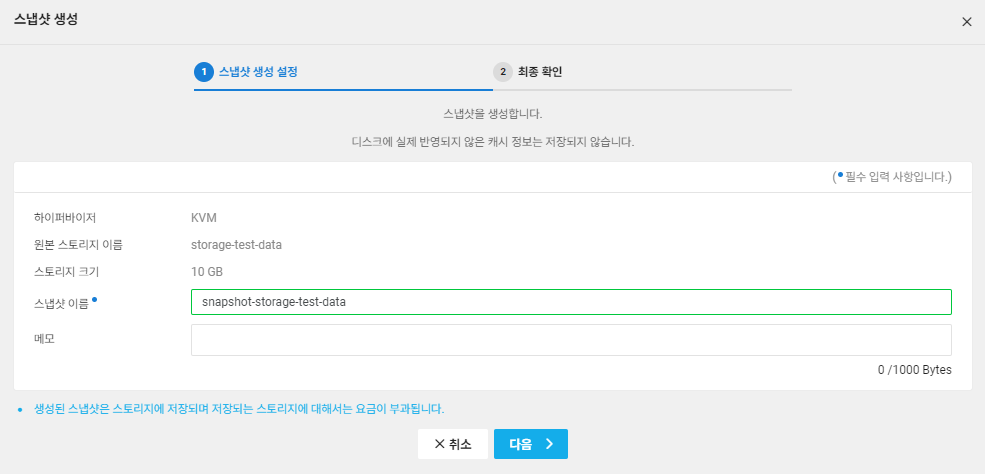 스냅샷 생성
1 스냅샷 생성 설정 2 최종 확인
스냅샷을 생성합니다.
디스크에 실제 반영되지 않은 캐시 정보는 저장되지 않습니다.
(•필수 입력 사항입니다.)
하이퍼바이저 KVM
원본 스토리지 이름 storage-test-data
스토리지 크기 10 GB
스냅샷 이름• snapshot-storage-test-data
메모
0 /1000 Bytes
• 생성된 스냅샷은 스토리지에 저장되며 저장되는 스토리지에 대해서는 요금이 부과됩니다.
취소 다음